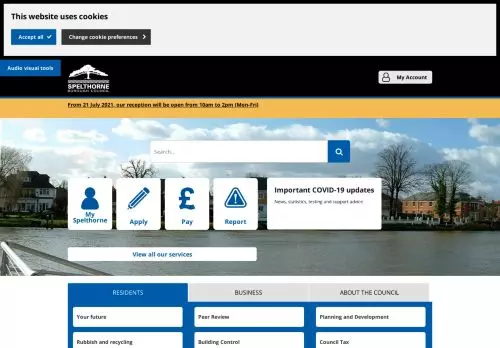 This website uses cookies
Accept all
Change cookie preferences
Audio visual tools
SPELTHORNE
BOROUGH COUNCIL
My Account
From 21 July 2021, our reception will be open from 10am to 2pm (Mon-Fri)
Search...
My
Spelthorne
Apply
£
Pay
Report
Important COVID-19 updates
News, statistics, testing and support advice
View all our services
RESIDENTS
BUSINESS
ABOUT THE COUNCIL
Your future
Peer Review
Planning and Development
Rubbish and recycling
Building Control
Council Tax